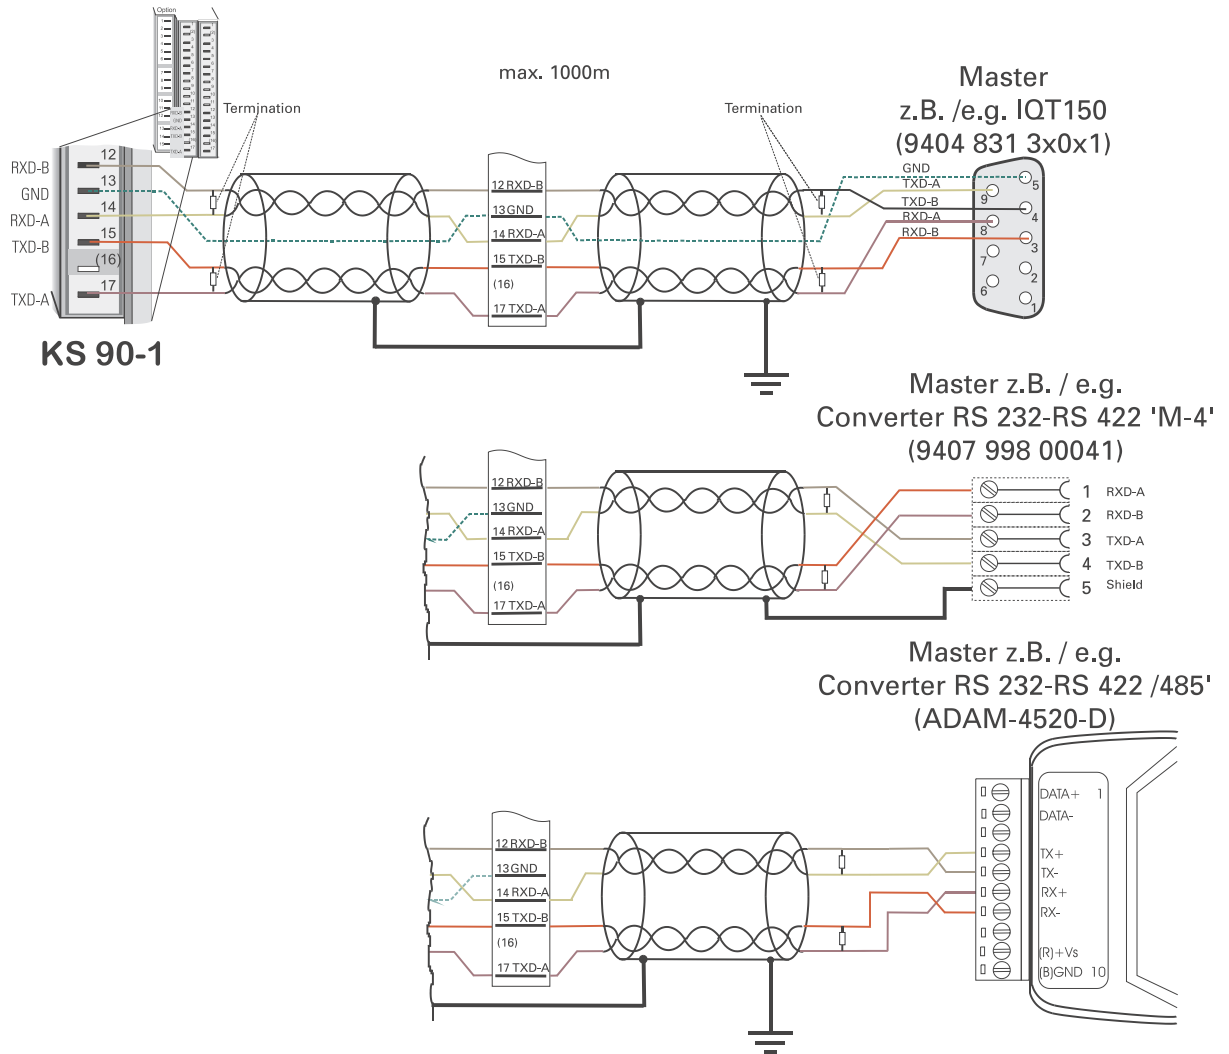 Option
max. 1000m
Termination
Termination
Master
z.B. /e.g. IQT150
(9404 831 3x0x1)
RXD-B
GND
RXD-A
TXD-B
TXD-A
12
13
14
15
(16)
17
KS 90-1
12 RXD-B
13 GND
14 RXD-A
15 TXD-B
(16)
17 TXD-A
GND
TXD-A
TXD-B
RXD-A
RXD-B
5
9
4
8
3
7
2
6
1
Master z.B. / e.g.
Converter RS 232-RS 422 'M-4'
(9407 998 00041)
12 RXD-B
13 GND
14 RXD-A
15 TXD-B
(16)
17 TXD-A
1 RXD-A
2 RXD-B
3 TXD-A
4 TXD-B
5 Shield
Master z.B. / e.g.
Converter RS 232-RS 422 /485'
(ADAM-4520-D)
12 RXD-B
13 GND
14 RXD-A
15 TXD-B
(16)
17 TXD-A
DATA+ 1
DATA-
TX+
TX-
RX+
RX-
(R)+Vs
(B)GND 10